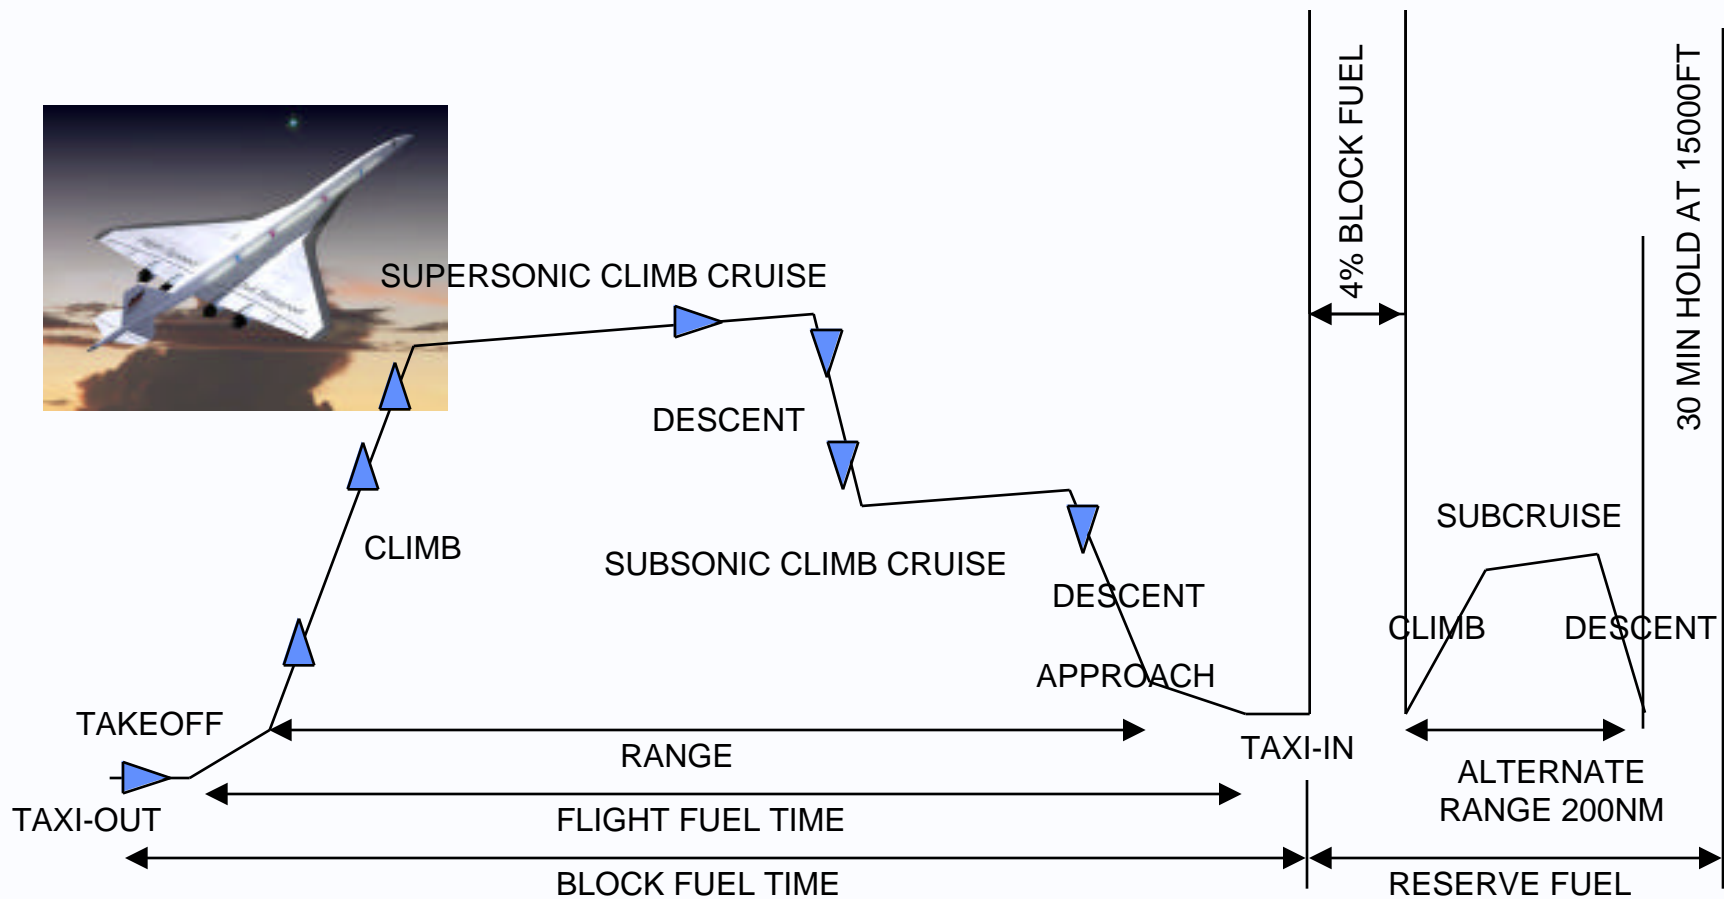 4% BLOCK FUEL
30 MIN HOLD AT 15000FT
SUPERSONIC CLIMB CRUISE
DESCENT
SUBCRUISE
CLIMB
SUBSONIC CLIMB CRUISE
DESCENT
CLIMB
DESCENT
APPROACH
TAKEOFF
RANGE
TAXI-IN
ALTERNATE
RANGE 200NM
TAXI-OUT
FLIGHT FUEL TIME
BLOCK FUEL TIME
RESERVE FUEL